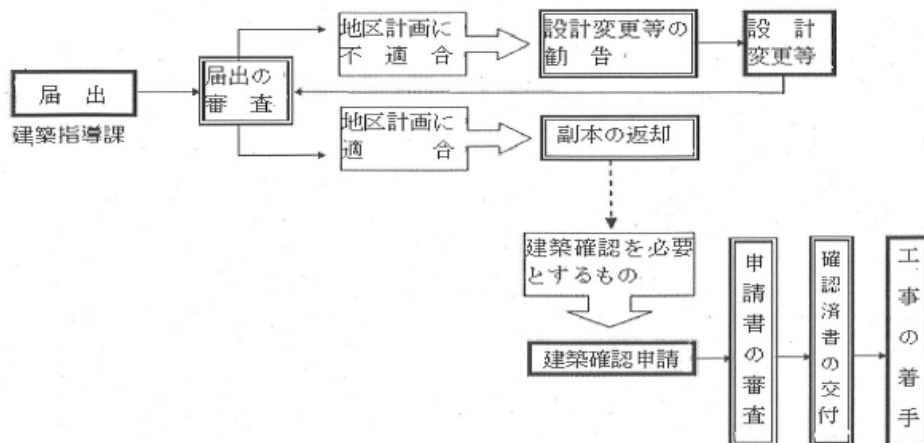 届 出
建築指導課
届出の
審 査
地区計画に
不 適 合
設計変更等の
勧 告
設 計
変更等
地区計画に
適 合
副本の返却
建築確認を必要
とするもの
建築確認申請
申請書の審査
確認済書の交付
工事の着手